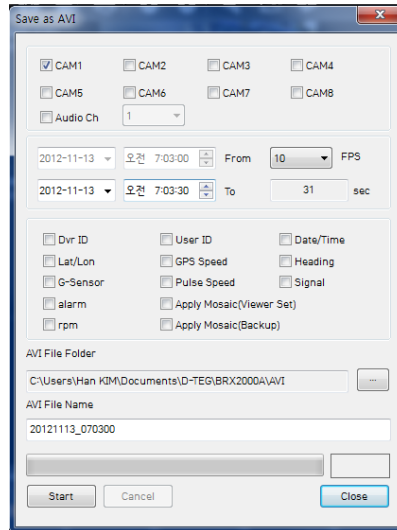 Save as AVI
CAM1 CAM2 CAM3 CAM4
CAM5 CAM6 CAM7 CAM8
Audio Ch 1
2012-11-13 오전 7:03:00 From 10 FPS
2012-11-13 오전 7:03:30 To 31 sec
Dvr ID User ID Date/Time
Lat/Lon GPS Speed Heading
G-Sensor Pulse Speed Signal
alarm Apply Mosaic(Viewer Set)
rpm Apply Mosaic(Backup)
AVI File Folder
C:\Users\Han KIM\Documents\D-TEG\BRX2000A\AVI ...
AVI File Name
20121113_070300
Start Cancel Close